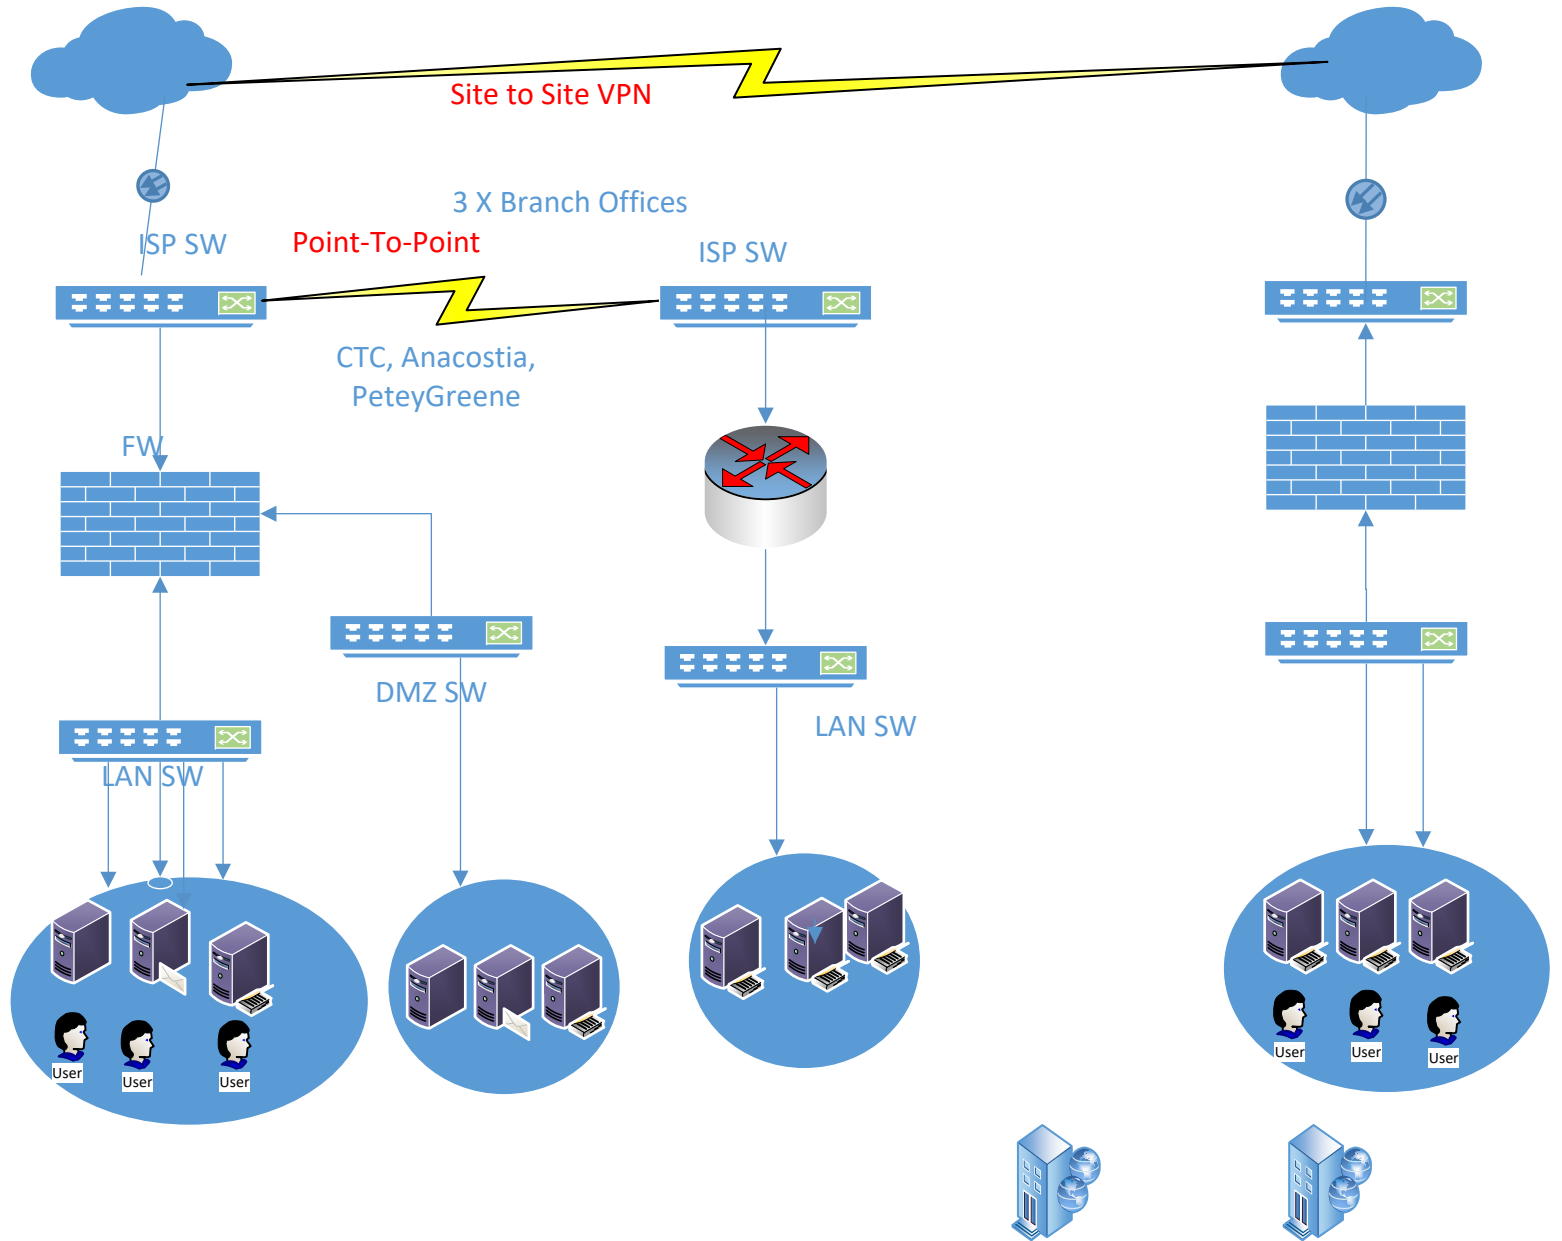 Site to Site VPN
3 X Branch Offices
ISP SW
Point-To-Point
ISP SW
CTC, Anacostia,
PeteyGreene
FW
DMZ SW
LAN SW
LAN SW
User
User
User
User
User
User